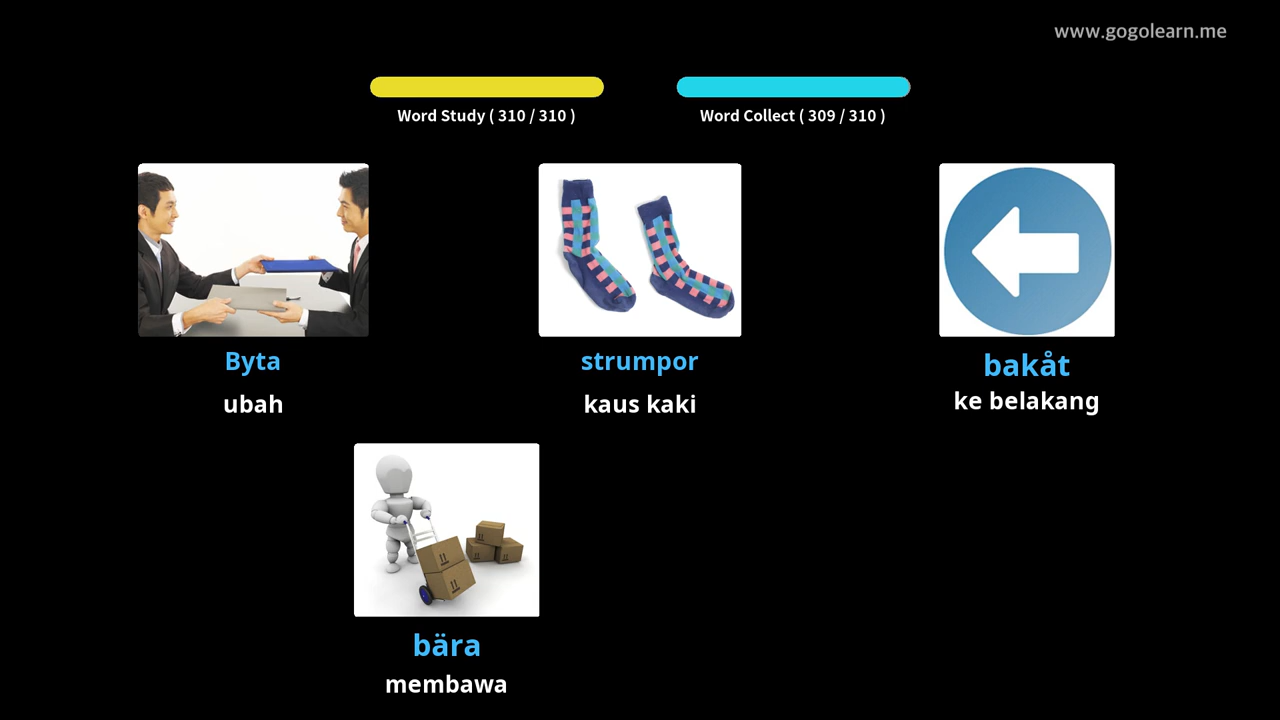 www.gogolearn.me
Word Study ( 310 / 310 )
Word Collect ( 309 / 310 )
Byta
ubah
strumpor
kaus kaki
bakåt
ke belakang
bära
membawa